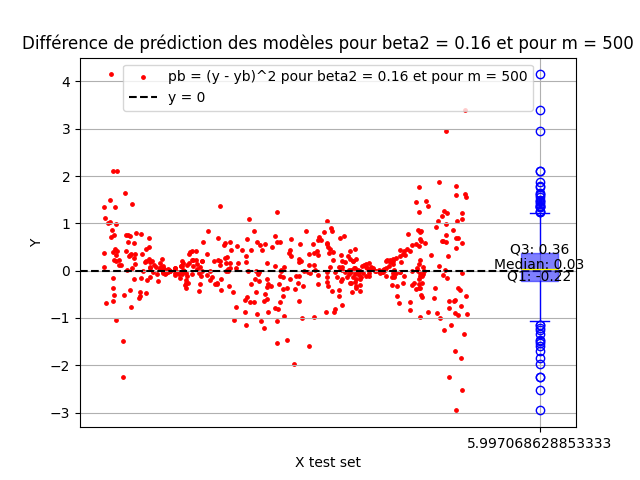 Différence de prédiction des modèles pour beta2 = 0.16 et pour m = 500
pb = (y - yb)^2 pour beta2 = 0.16 et pour m = 500
y = 0
4
3
2
1
0
−1
−2
−3
Y
Q3: 0.36
Median: 0.03
Q1: -0.22
5.997068628853333
X test set